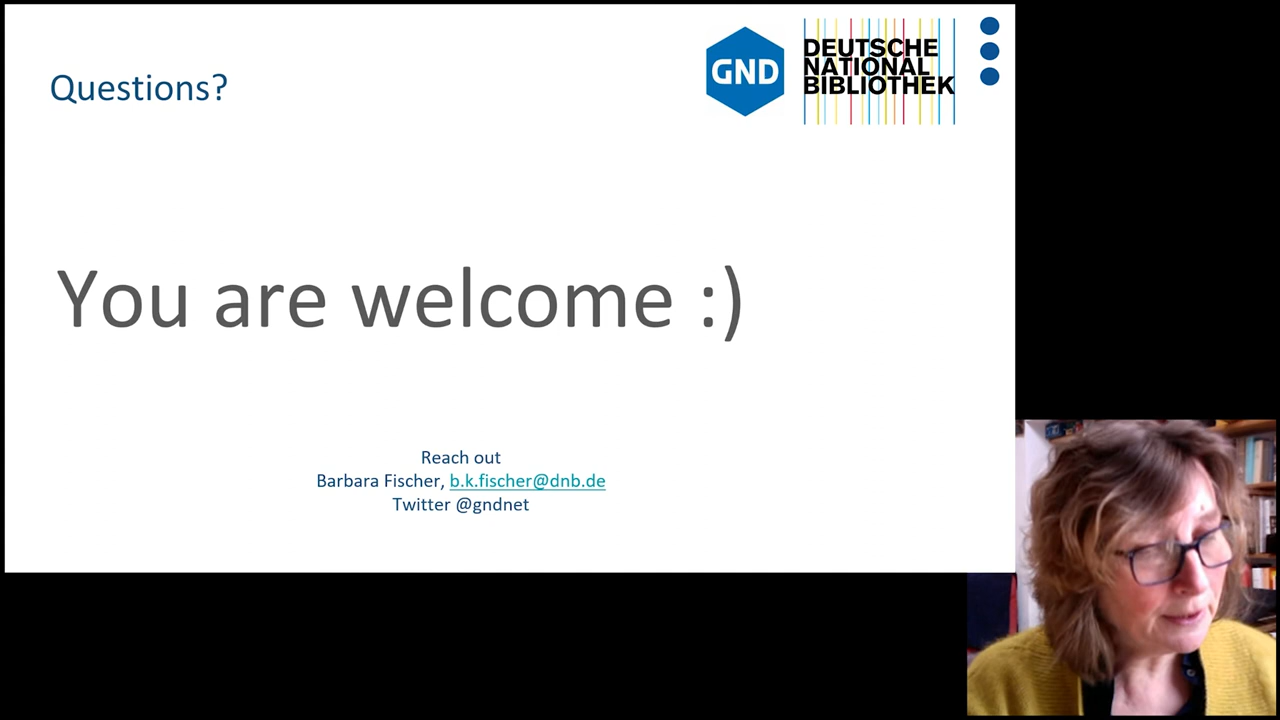 Questions?
GND
DEUTSCHE
NATIONAL
BIBLIOTHEK
You are welcome :)
Reach out
Barbara Fischer, b.k.fischer@dnb.de
Twitter @gndnet